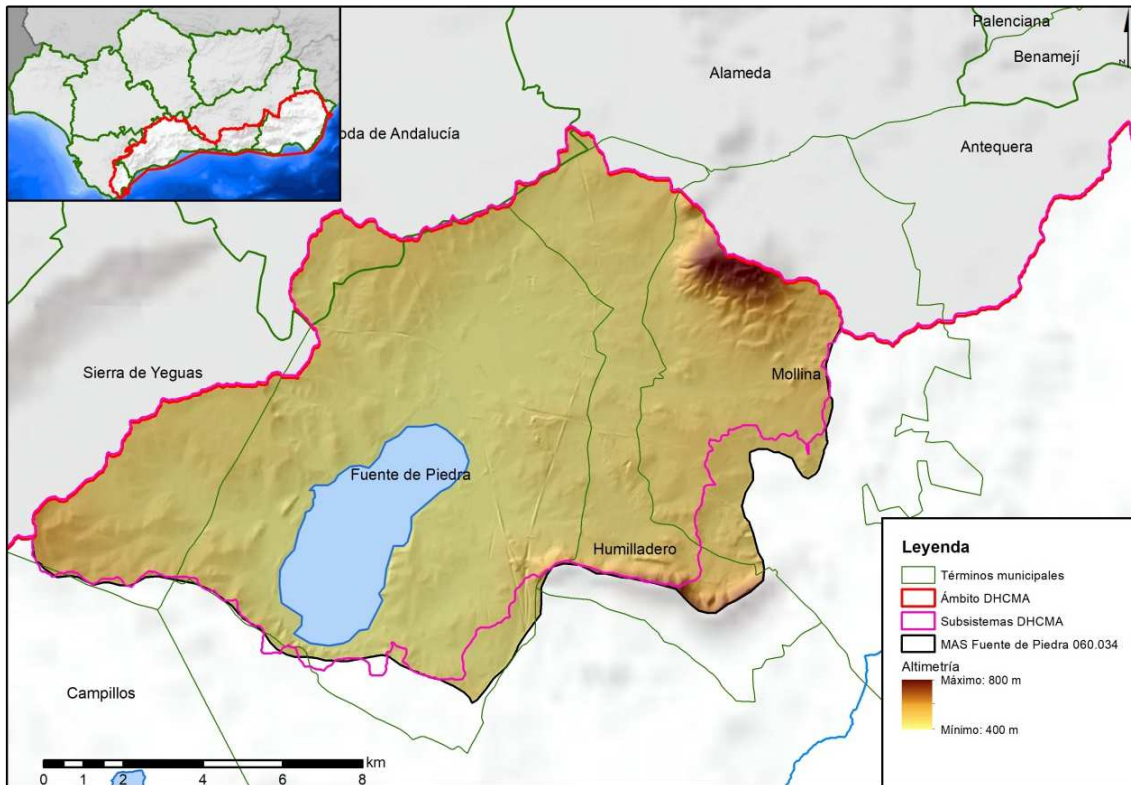 Palenciana
Benamejí
Alameda
oda de Andalucía
Antequera
Sierra de Yeguas
Mollina
Fuente de Piedra
Humilladero
Campillos
Leyenda
Términos municipales
Ámbito DHCMA
Subsistemas DHCMA
MAS Fuente de Piedra 060.034
Altimetría
Máximo: 800 m
Mínimo: 400 m
km
0 1 2 4 6 8